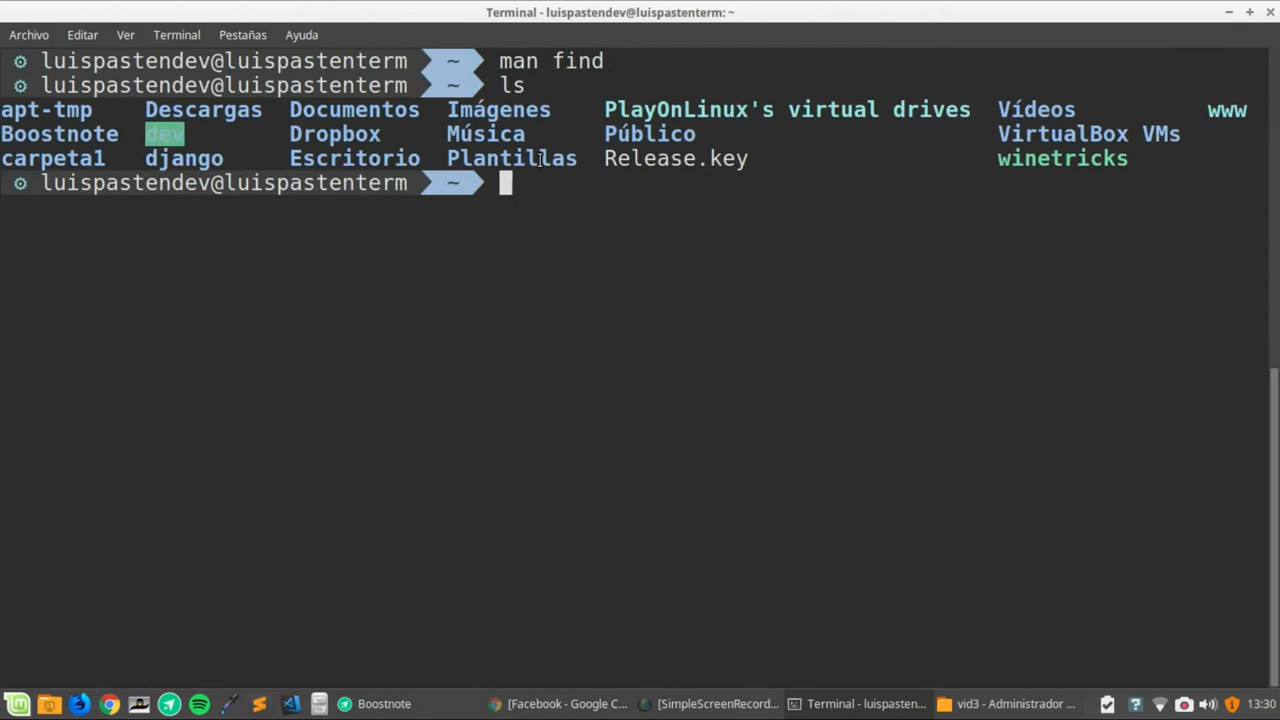 Terminal - luispastendev@luispastenterm: ~
Archivo Editar Ver Terminal Pestañas Ayuda
luispastendev@luispastenterm ~ man find
luispastendev@luispastenterm ~ ls
apt-tmp Descargas Documentos Imágenes PlayOnLinux's virtual drives Vídeos www
Boostnote dev Dropbox Música Público VirtualBox VMs
carpeta1 django Escritorio Plantillas Release.key winetricks
luispastendev@luispastenterm ~
Boostnote [Facebook - Google C... [SimpleScreenRecord... Terminal - luispasten... vid3 - Administrador ... 13:30